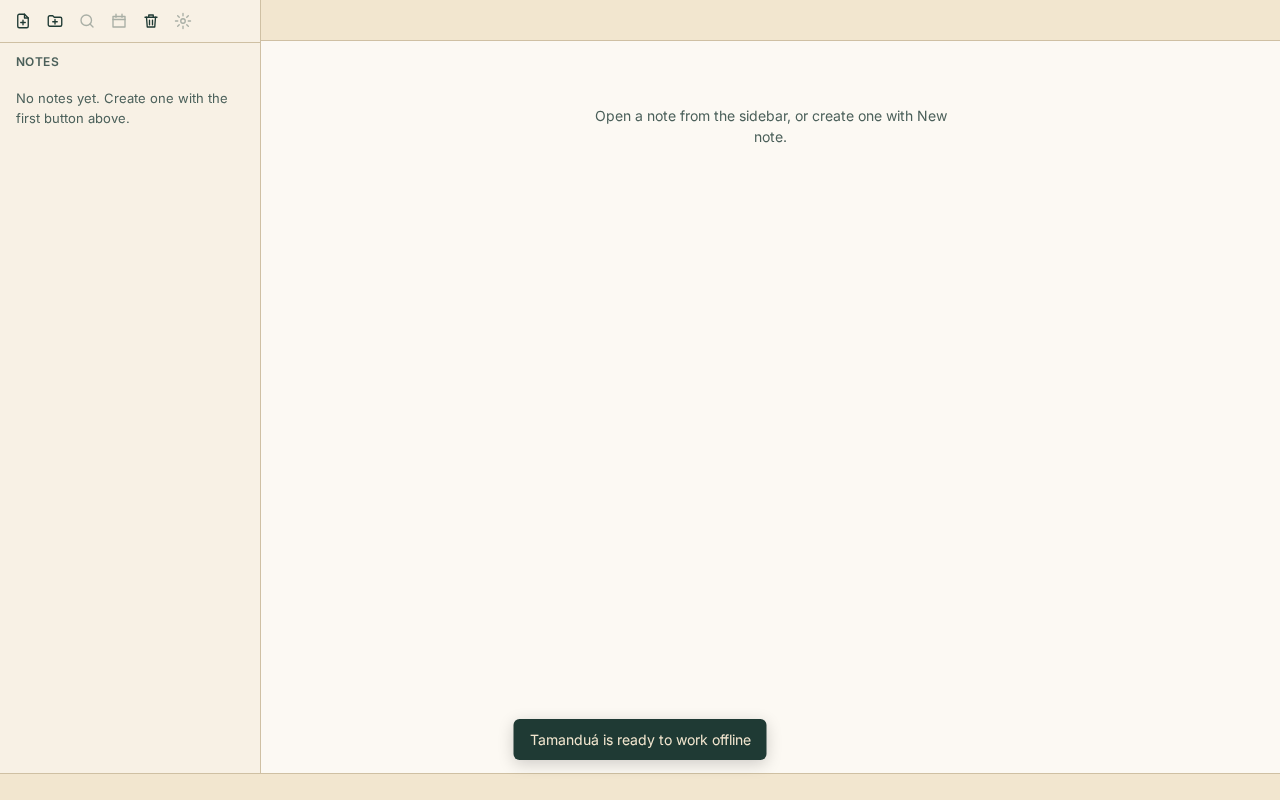 NOTES
No notes yet. Create one with the
first button above.
Open a note from the sidebar, or create one with New
note.
Tamanduá is ready to work offline